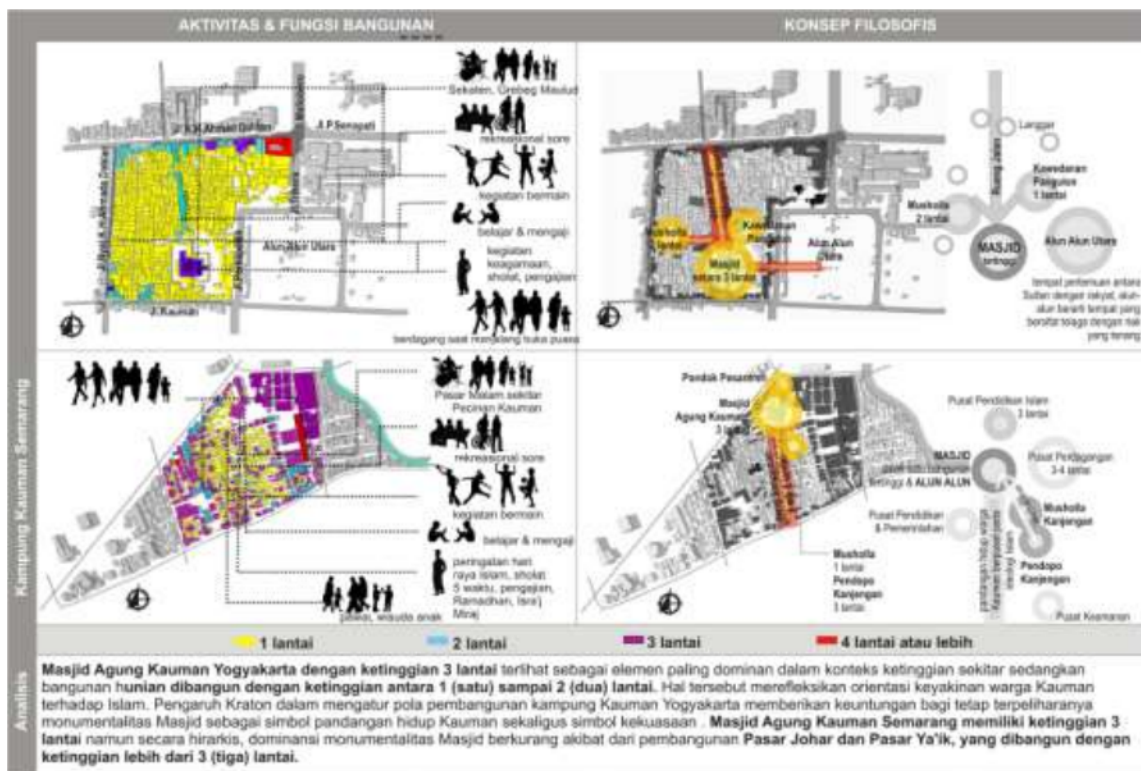 AKTIVITAS & FUNGSI BANGUNAN
KONSEP FILOSOFIS
Sekaten, Grebeg Maulud
rekreasional sore
kegiatan bermain
belajar & mengaji
kegiatan
keagamaan,
sholat, pengajian
berdagang saat menjelang buka puasa
Jl. P.Senopati
Alun Alun Utara
Jl. Kauman
Musholla
lantai
Masjid
setara 3 lantai
Alun Alun
Utara
Langgar
Ruang Jalan
Kawedanan
Pangulon
1 lantai
Musholla
2 lantai
MASJID
tertinggi
Alun Alun Utara
tempat pertemuan antara
Sultan dengan rakyat, alun-
alun berarti tempat yang
bersifat telaga dengan riak
yang tenang
Kampung Kauman Semarang
Pasar Malam sekitar
Pecinan Kauman
rekreasional sore
kegiatan bermain
belajar & mengaji
peringatan hari
raya islam, sholat
5 waktu, pengajian,
Ramadhan, Isra'j
Miraj
pawai, wisuda anak
Pondok Pesantren
Masjid
Agung Kauman
3 lantai
Musholla
1 lantai
Pendopo
Kanjengan
3 lantai
Pusat Pendidikan Islam
3 lantai
MASJID
tertinggi & ALUN ALUN
Pusat Perdagangan
3-4 lantai
Pusat Pendidikan
& Pemerintahan
Musholla
Kanjengan
Pendopo
Kanjengan
Pusat Keamanan
1 lantai
2 lantai
3 lantai
4 lantai atau lebih
Analisis
Masjid Agung Kauman Yogyakarta dengan ketinggian 3 lantai terlihat sebagai elemen paling dominan dalam konteks ketinggian sekitar sedangkan
bangunan hunian dibangun dengan ketinggian antara 1 (satu) sampai 2 (dua) lantai. Hal tersebut merefleksikan orientasi keyakinan warga Kauman
terhadap Islam. Pengaruh Kraton dalam mengatur pola pembangunan kampung Kauman Yogyakarta memberikan keuntungan bagi tetap terpeliharanya
monumentalitas Masjid sebagai simbol pandangan hidup Kauman sekaligus simbol kekuasaan . Masjid Agung Kauman Semarang memiliki ketinggian 3
lantai namun secara hirarkis, dominansi monumentalitas Masjid berkurang akibat dari pembangunan Pasar Johar dan Pasar Ya'ik, yang dibangun dengan
ketinggian lebih dari 3 (tiga) lantai.